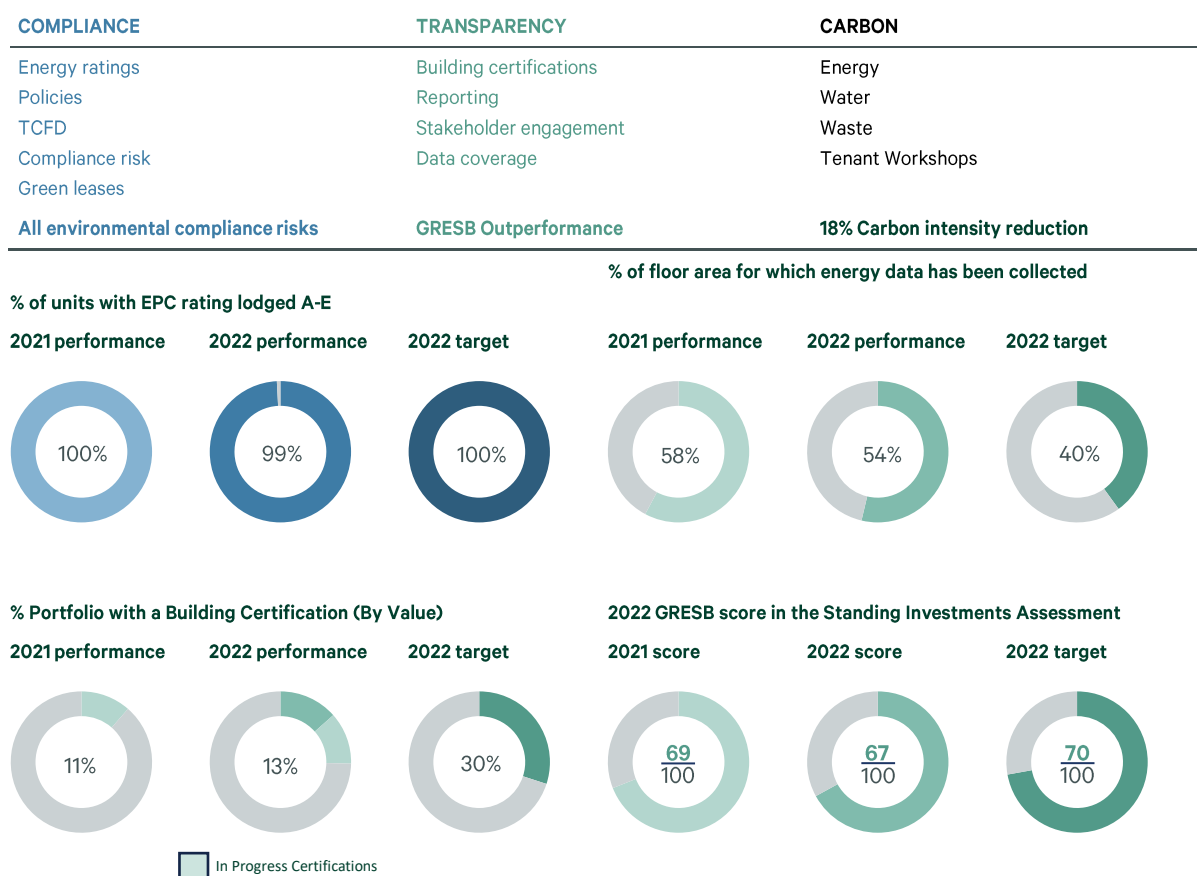 COMPLIANCE
TRANSPARENCY
CARBON
Energy ratings
Building certifications
Energy
Policies
Reporting
Water
TCFD
Stakeholder engagement
Waste
Compliance risk
Data coverage
Tenant Workshops
Green leases
All environmental compliance risks
GRESB Outperformance
18% Carbon intensity reduction
% of units with EPC rating lodged A-E
2021 performance
2022 performance
2022 target
100%
99%
100%
% of floor area for which energy data has been collected
2021 performance
2022 performance
2022 target
58%
54%
40%
% Portfolio with a Building Certification (By Value)
2021 performance
2022 performance
2022 target
11%
13%
30%
In Progress Certifications
2022 GRESB score in the Standing Investments Assessment
2021 score
2022 score
2022 target
69
100
67
100
70
100